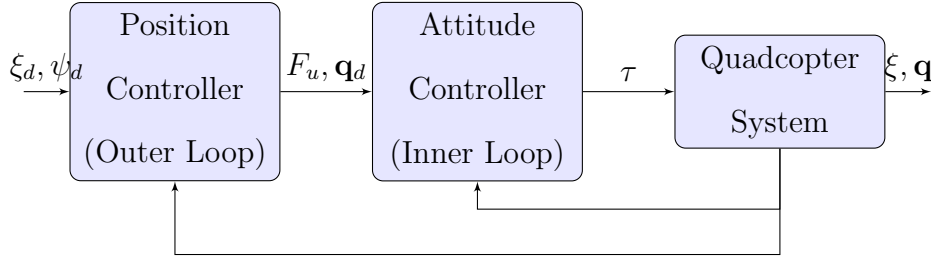 ξ_d, ψ_d
Position
Controller
(Outer Loop)
F_u, 𝐪_d
Attitude
Controller
(Inner Loop)
τ
Quadcopter
System
ξ, 𝐪